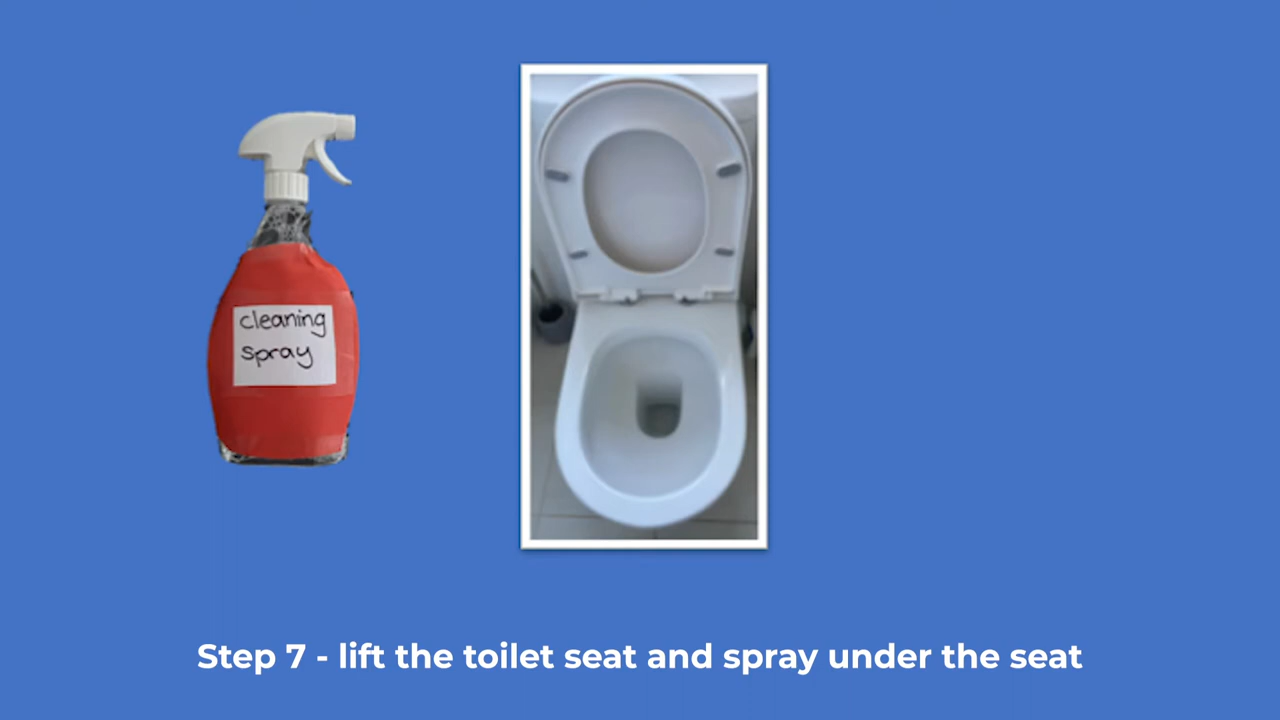 cleaning
spray
Step 7 - lift the toilet seat and spray under the seat